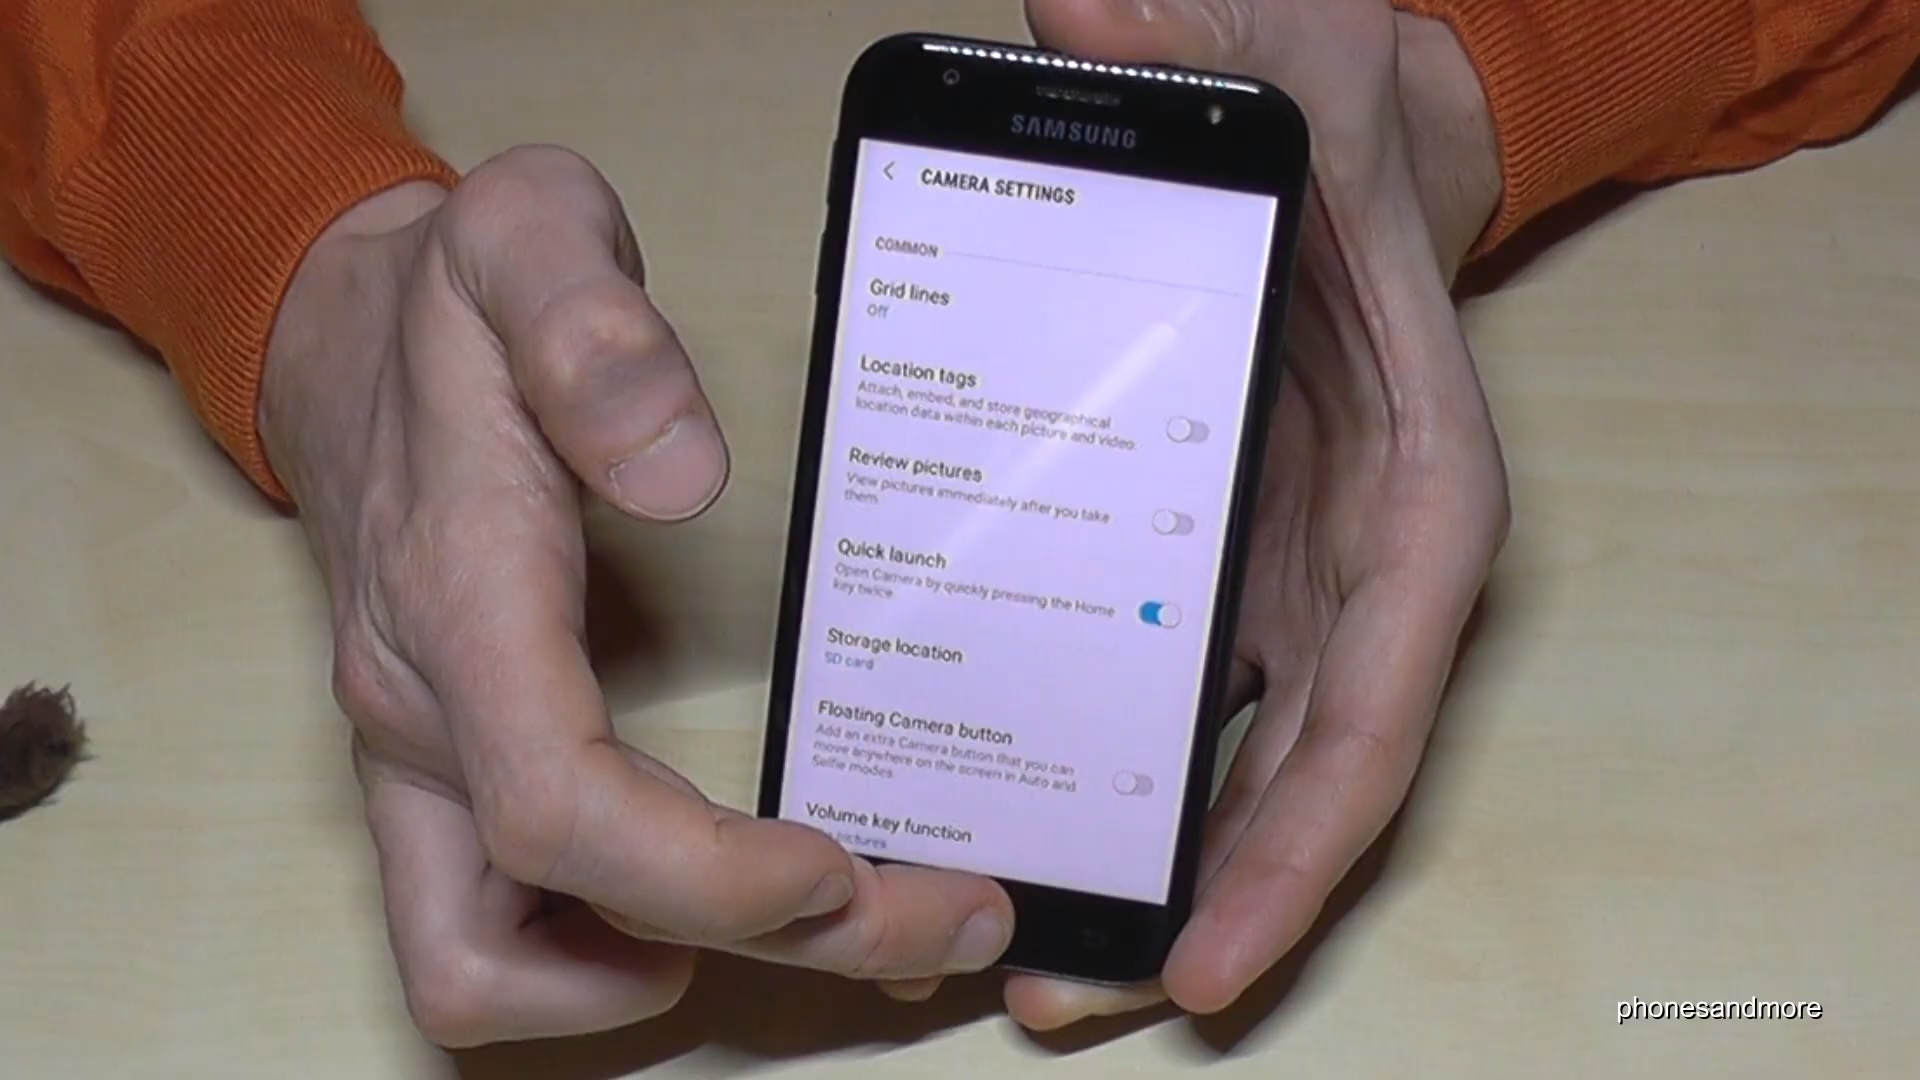 SAMSUNG
CAMERA SETTINGS
COMMON
Grid lines
Off
Location tags
Attach, embed, and store geographical
location data within each picture and video.
Review pictures
View pictures immediately after you take
them.
Quick launch
Open Camera by quickly pressing the Home
key twice.
Storage location
SD card
Floating Camera button
Add an extra Camera button that you can
move anywhere on the screen in Auto and
Selfie modes.
Volume key function
pictures
phonesandmore